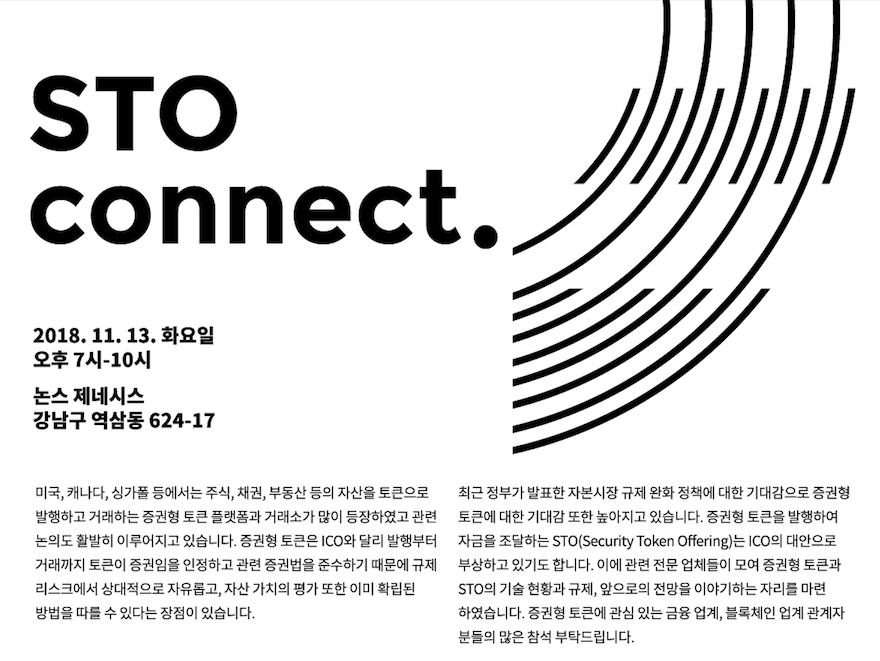 STO
connect.
2018. 11. 13. 화요일
오후 7시-10시
논스 제네시스
강남구 역삼동 624-17
미국, 캐나다, 싱가폴 등에서는 주식, 채권, 부동산 등의 자산을 토큰으로
발행하고 거래하는 증권형 토큰 플랫폼과 거래소가 많이 등장하였고 관련
논의도 활발히 이루어지고 있습니다. 증권형 토큰은 ICO와 달리 발행부터
거래까지 토큰이 증권임을 인정하고 관련 증권법을 준수하기 때문에 규제
리스크에서 상대적으로 자유롭고, 자산 가치의 평가 또한 이미 확립된
방법을 따를 수 있다는 장점이 있습니다.
최근 정부가 발표한 자본시장 규제 완화 정책에 대한 기대감으로 증권형
토큰에 대한 기대감 또한 높아지고 있습니다. 증권형 토큰을 발행하여
자금을 조달하는 STO(Security Token Offering)는 ICO의 대안으로
부상하고 있기도 합니다. 이에 관련 전문 업체들이 모여 증권형 토큰과
STO의 기술 현황과 규제, 앞으로의 전망을 이야기하는 자리를 마련
하였습니다. 증권형 토큰에 관심 있는 금융 업계, 블록체인 업계 관계자
분들의 많은 참석 부탁드립니다.